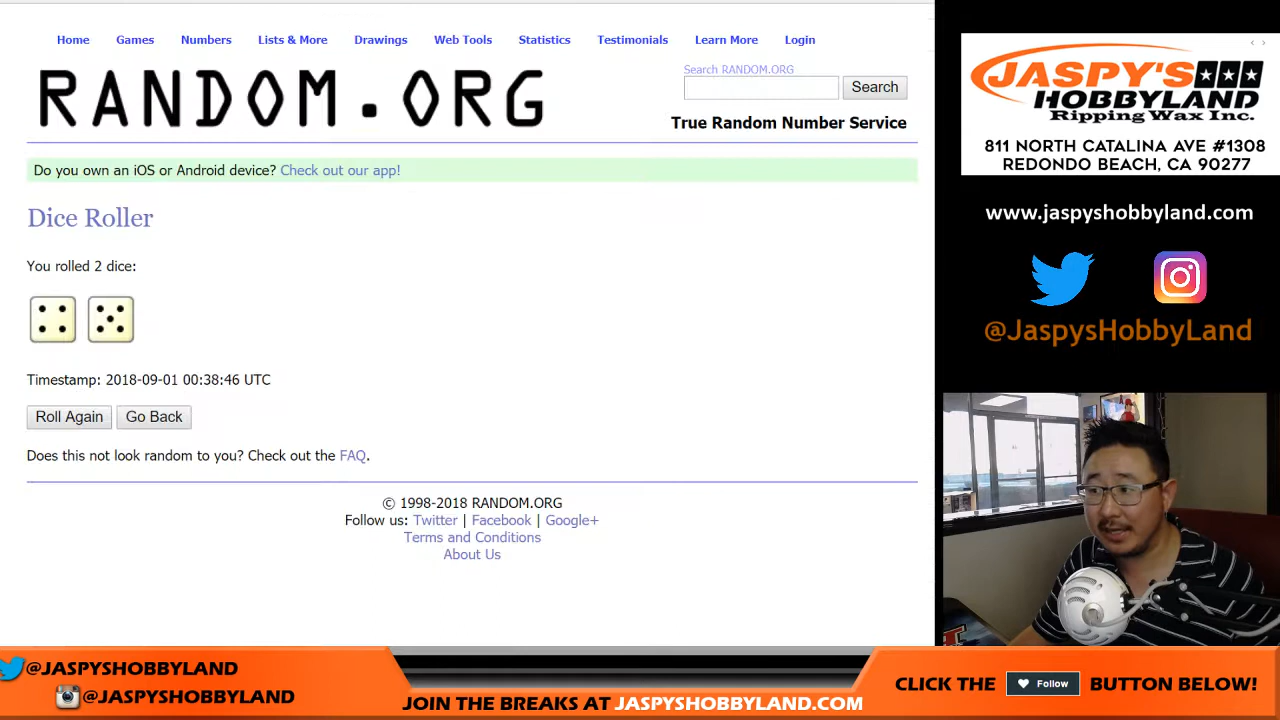 Home Games Numbers Lists & More Drawings Web Tools Statistics Testimonials Learn More Login
RANDOM.ORG
Search RANDOM.ORG
Search
True Random Number Service
Do you own an iOS or Android device? Check out our app!
Dice Roller
You rolled 2 dice:
Timestamp: 2018-09-01 00:38:46 UTC
Roll Again Go Back
Does this not look random to you? Check out the FAQ.
© 1998-2018 RANDOM.ORG
Follow us: Twitter | Facebook | Google+
Terms and Conditions
About Us
JASPY'S
HOBBYLAND
Ripping Wax Inc.
811 NORTH CATALINA AVE #1308
REDONDO BEACH, CA 90277
www.jaspyshobbyland.com
@JaspysHobbyLand
@JASPYSHOBBYLAND
@JASPYSHOBBYLAND
JOIN THE BREAKS AT JASPYSHOBBYLAND.COM
CLICK THE Follow BUTTON BELOW!